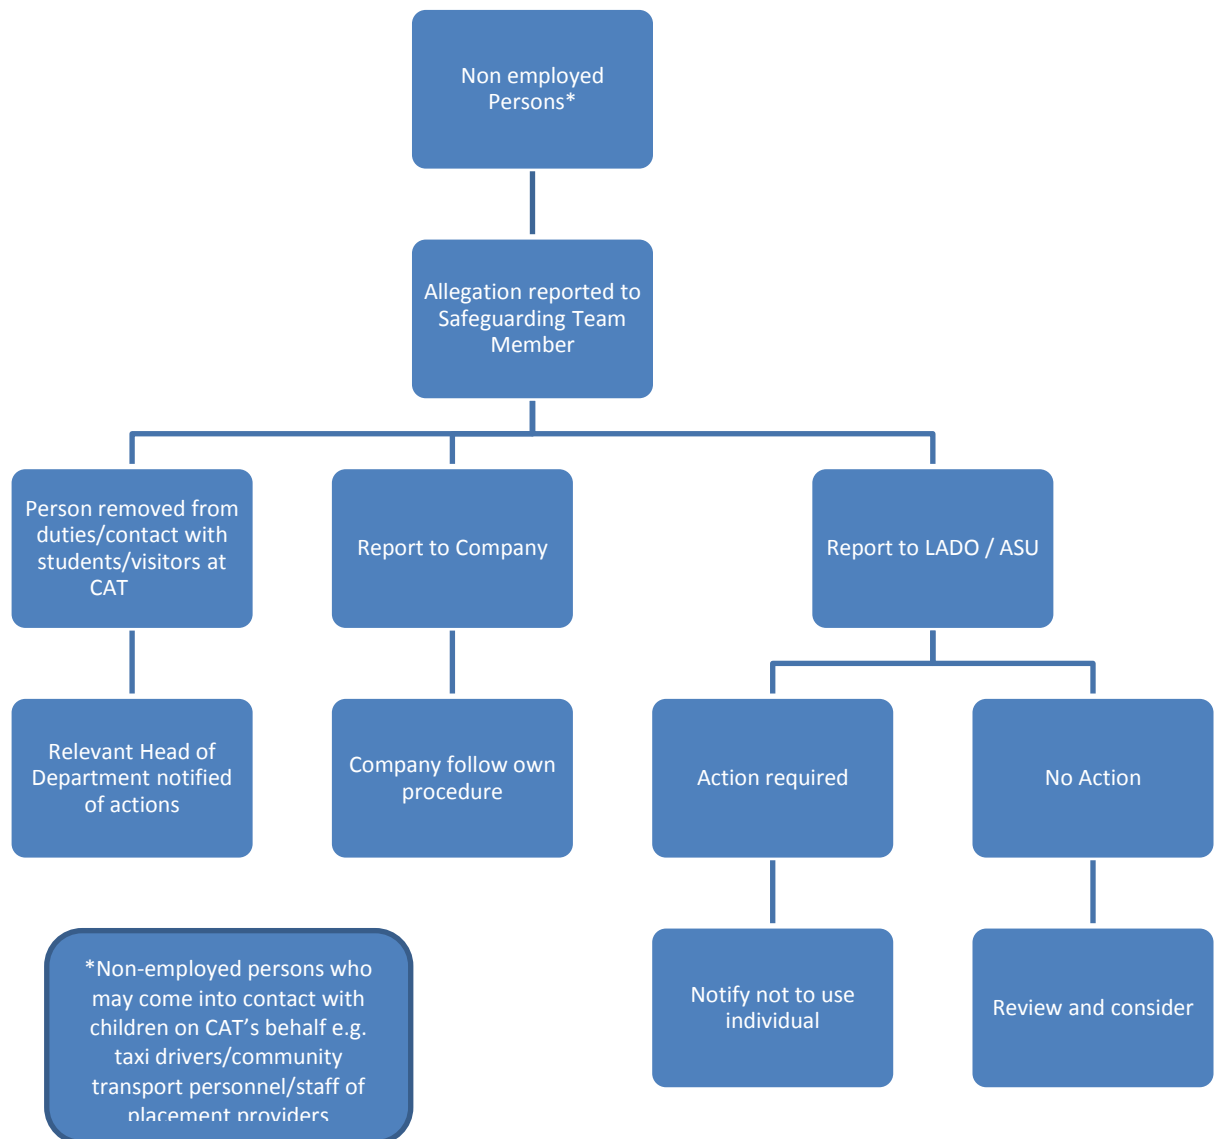 Non employed
Persons*
Allegation reported to
Safeguarding Team
Member
Person removed from
duties/contact with
students/visitors at
CAT
Report to Company
Report to LADO / ASU
Relevant Head of
Department notified
of actions
Company follow own
procedure
Action required
No Action
*Non-employed persons who
may come into contact with
children on CAT’s behalf e.g.
taxi drivers/community
transport personnel/staff of
placement providers
Notify not to use
individual
Review and consider